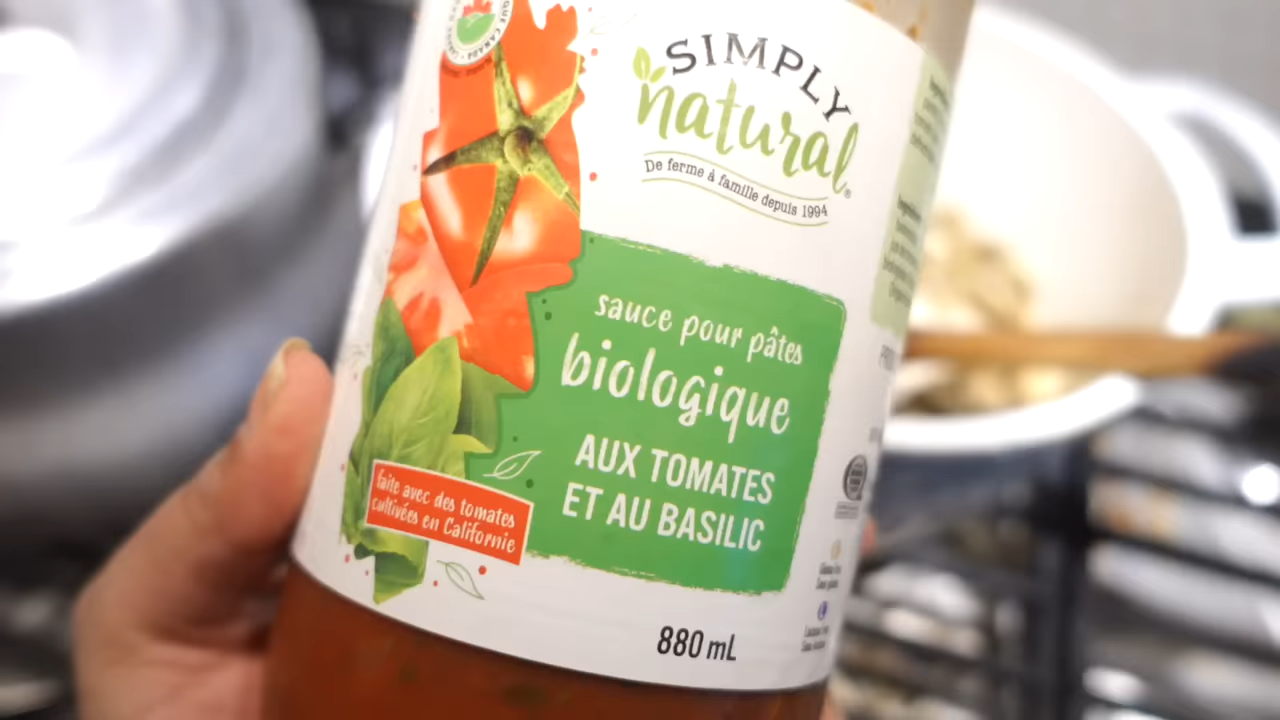 SIMPLY
natural®
De ferme à famille depuis 1994
sauce pour pâtes
biologique
AUX TOMATES
ET AU BASILIC
faite avec des tomates
cultivées en Californie
880 mL